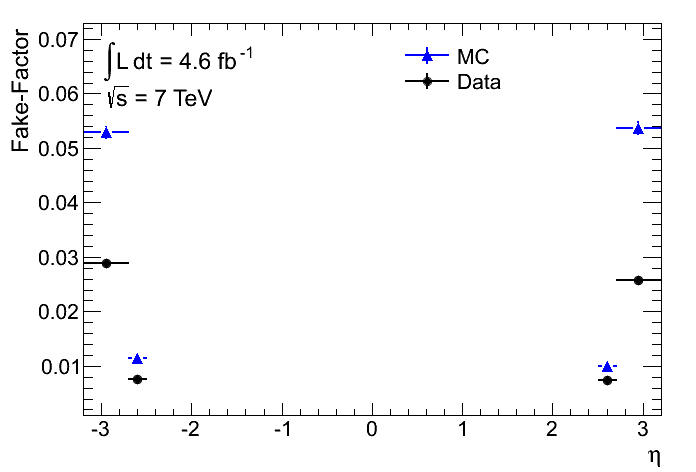 0.07
0.06
0.05
0.04
0.03
0.02
0.01
Fake-Factor
∫L dt = 4.6 fb⁻¹
√s = 7 TeV
MC
Data
-3 -2 -1 0 1 2 3
η